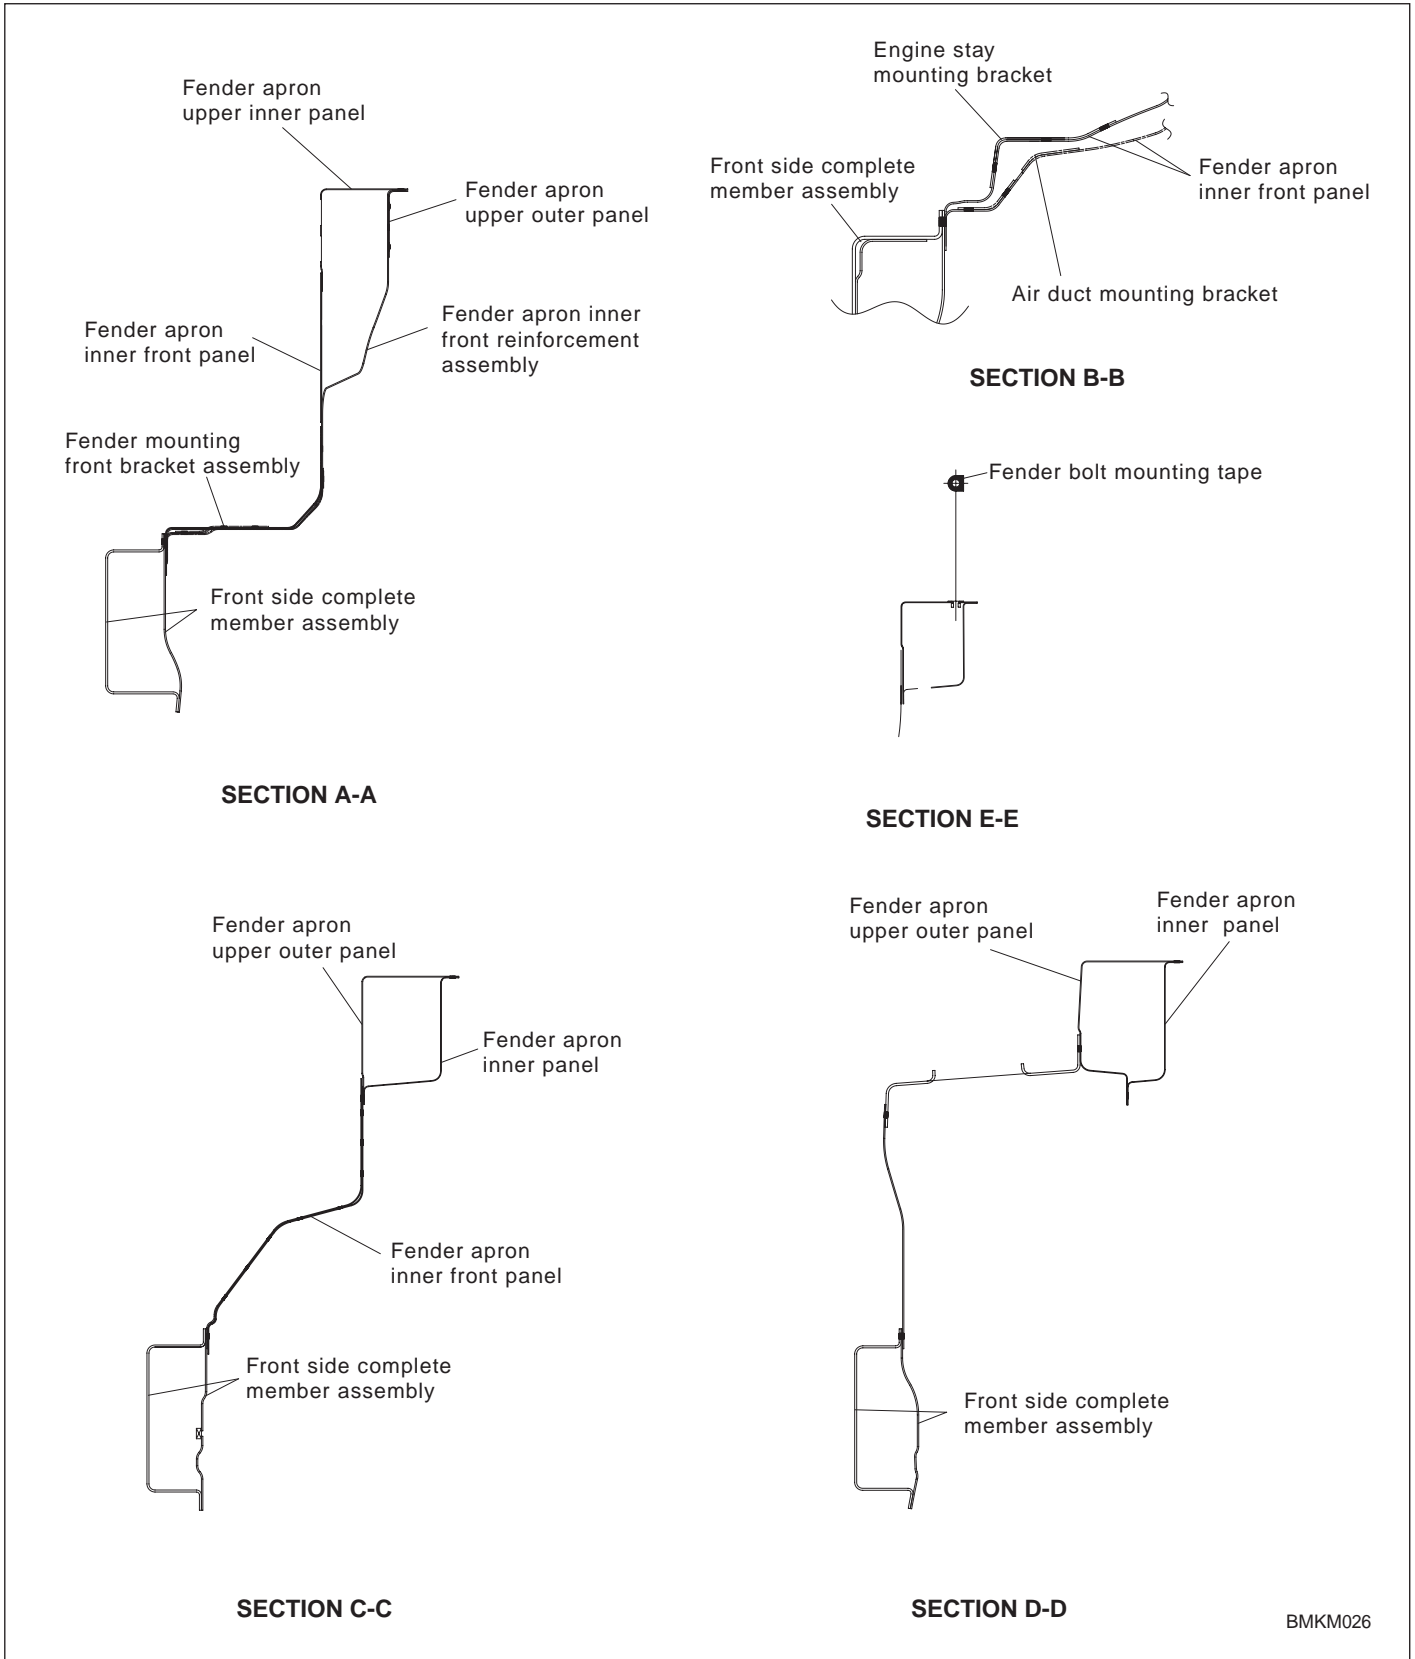 Fender apron
upper inner panel
Fender apron
upper outer panel
Fender apron
inner front panel
Fender apron inner
front reinforcement
assembly
Fender mounting
front bracket assembly
Front side complete
member assembly
SECTION A-A
Engine stay
mounting bracket
Front side complete
member assembly
Fender apron
inner front panel
Air duct mounting bracket
SECTION B-B
Fender bolt mounting tape
SECTION E-E
Fender apron
upper outer panel
Fender apron
inner panel
Fender apron
inner front panel
Front side complete
member assembly
SECTION C-C
Fender apron
upper outer panel
Fender apron
inner panel
Front side complete
member assembly
SECTION D-D
BMKM026